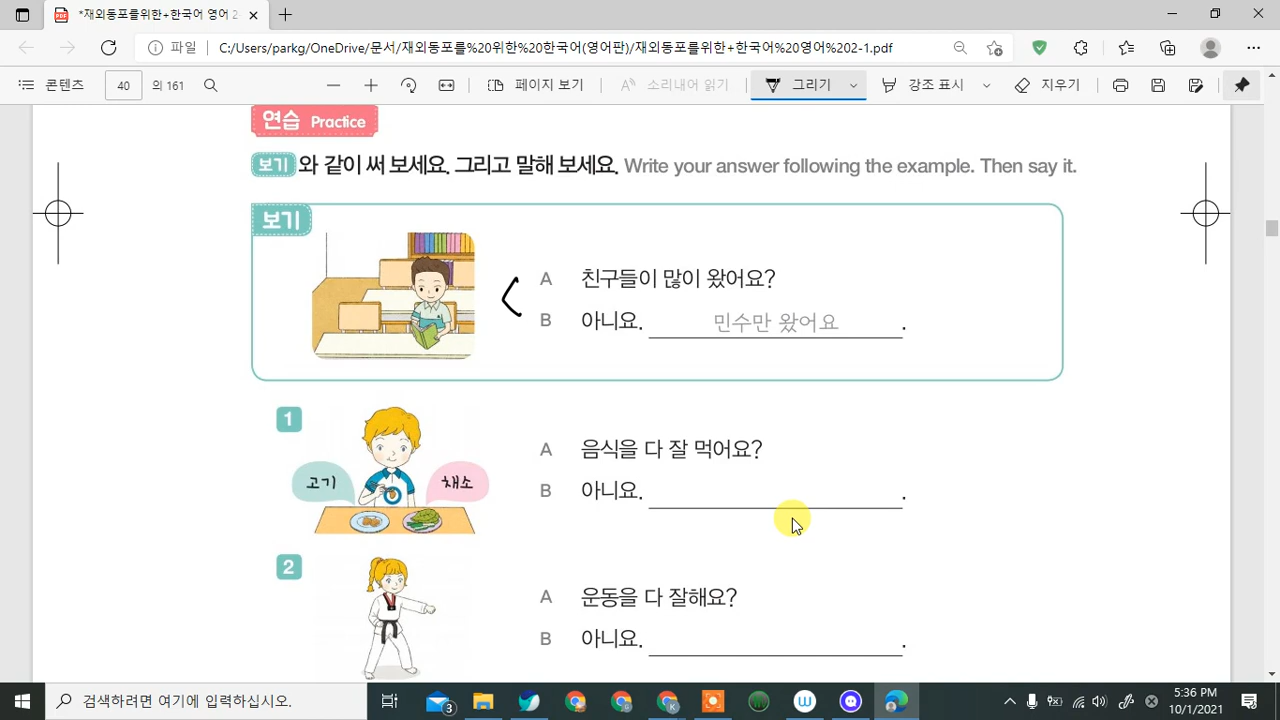 *재외동포를위한+한국어 영어 2-
파일
C:/Users/parkg/OneDrive/문서/재외동포를%20위한%20한국어(영어판)/재외동포를위한+한국어%20영어%202-1.pdf
콘텐츠 40 의 161 페이지 보기 소리내어 읽기 그리기 강조 표시 지우기
연습 Practice
보기 와 같이 써 보세요. 그리고 말해 보세요. Write your answer following the example. Then say it.
보기
A 친구들이 많이 왔어요?
B 아니요. 민수만 왔어요.
1
고기
채소
A 음식을 다 잘 먹어요?
B 아니요. .
2
A 운동을 다 잘해요?
B 아니요. .
검색하려면 여기에 입력하십시오.
3
5:36 PM
10/1/2021